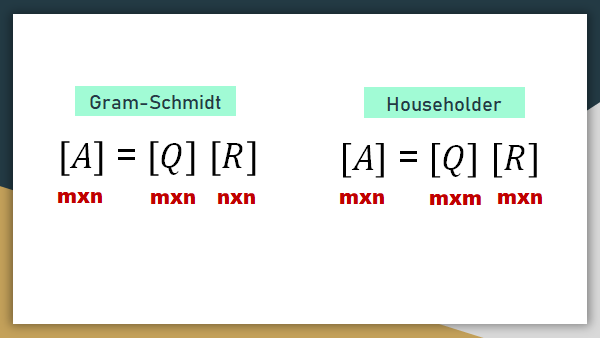 Gram-Schmidt
[A] = [Q] [R]
mxn mxn nxn
Householder
[A] = [Q] [R]
mxn mxm mxn